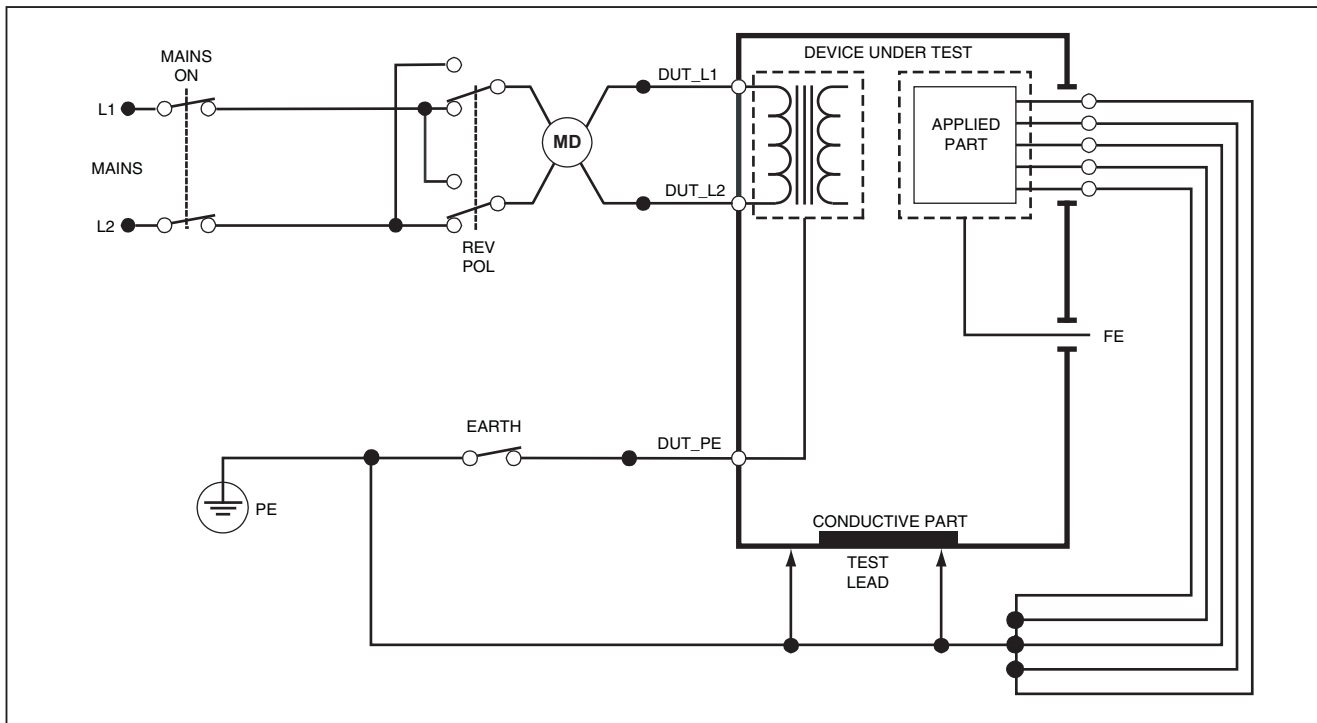 MAINS
ON
L1
MAINS
L2
REV
POL
MD
DUT_L1
DUT_L2
DEVICE UNDER TEST
APPLIED
PART
FE
EARTH
DUT_PE
PE
CONDUCTIVE PART
TEST
LEAD